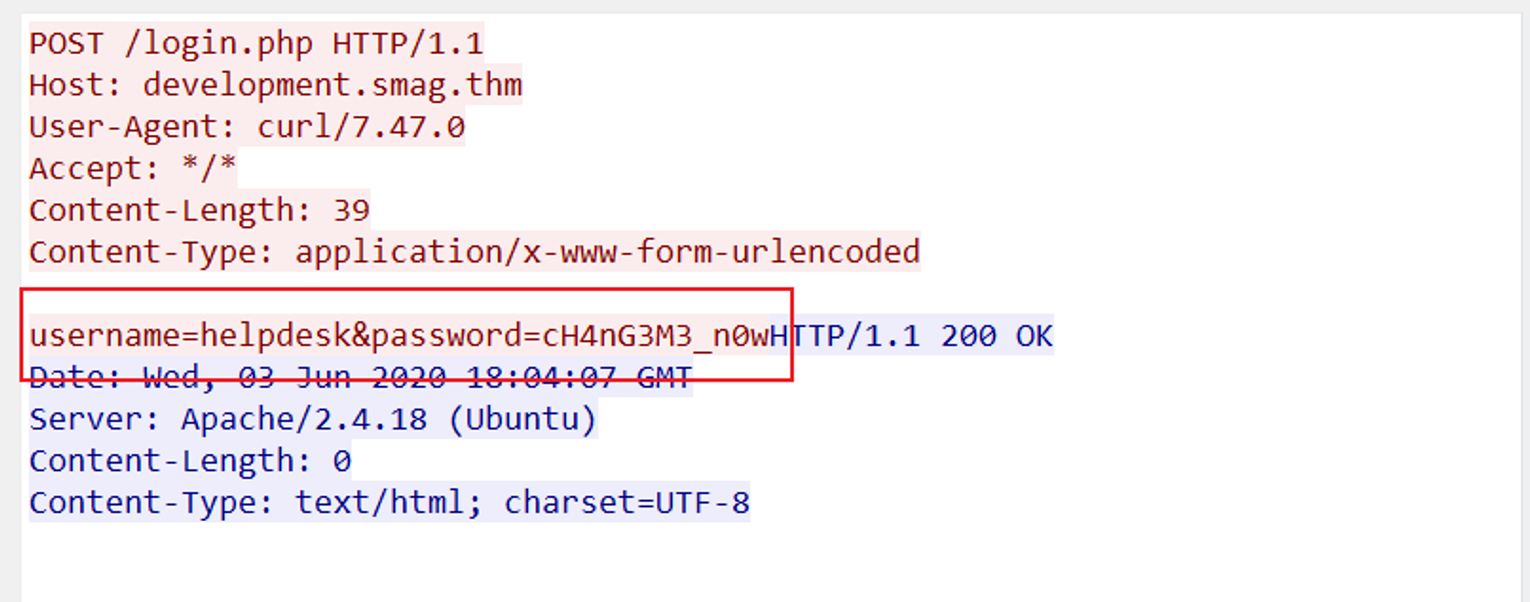 POST /login.php HTTP/1.1
Host: development.smag.thm
User-Agent: curl/7.47.0
Accept: */*
Content-Length: 39
Content-Type: application/x-www-form-urlencoded
username=helpdesk&password=cH4nG3M3_n0wHTTP/1.1 200 OK
Date: Wed, 03 Jun 2020 18:04:07 GMT
Server: Apache/2.4.18 (Ubuntu)
Content-Length: 0
Content-Type: text/html; charset=UTF-8